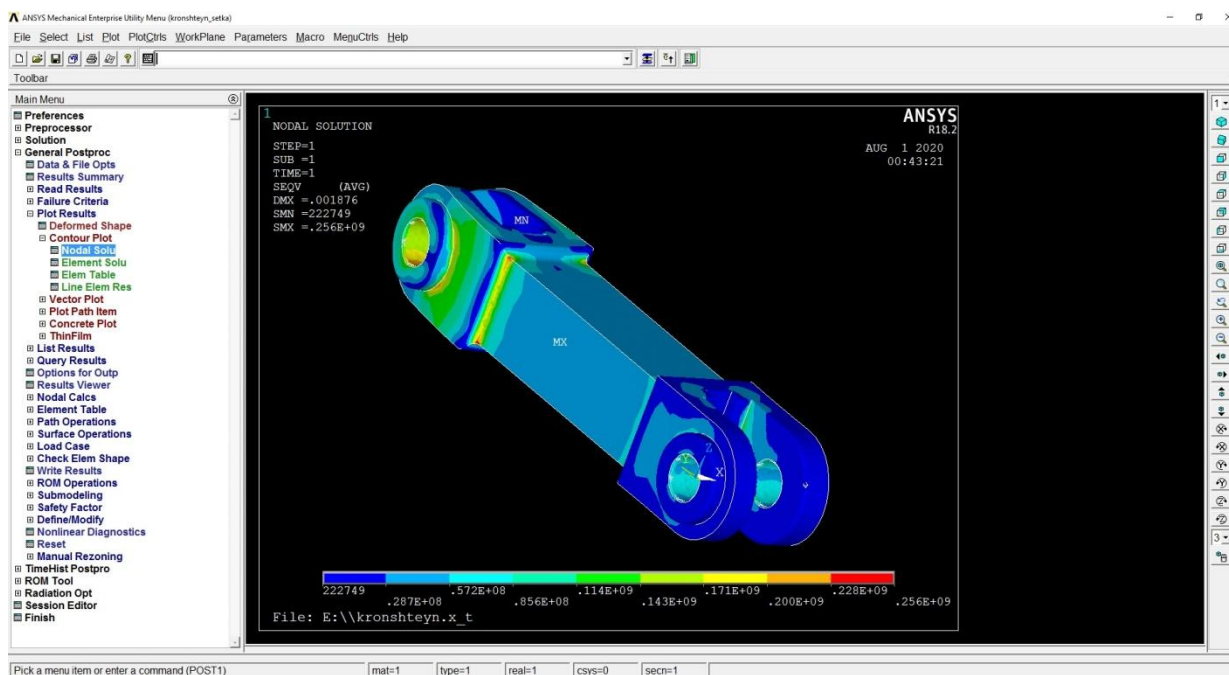 ANSYS Mechanical Enterprise Utility Menu (kronshteyn_setka)
File Select List Plot PlotCtrls WorkPlane Parameters Macro MenuCtrls Help
Toolbar
Main Menu
Preferences
Preprocessor
Solution
General Postproc
Data & File Opts
Results Summary
Read Results
Failure Criteria
Plot Results
Deformed Shape
Contour Plot
Nodal Solu
Element Solu
Elem Table
Line Elem Res
Vector Plot
Plot Path Item
Concrete Plot
ThinFilm
List Results
Query Results
Options for Outp
Results Viewer
Nodal Calcs
Element Table
Path Operations
Surface Operations
Load Case
Check Elem Shape
Write Results
ROM Operations
Submodeling
Safety Factor
Define/Modify
Nonlinear Diagnostics
Reset
Manual Rezoning
TimeHist Postpro
ROM Tool
Radiation Opt
Session Editor
Finish
1
NODAL SOLUTION
STEP=1
SUB =1
TIME=1
SEQV (AVG)
DMX =.001876
SMN =222749
SMX =.256E+09
ANSYS
R18.2
AUG 1 2020
00:43:21
MN
MX
Z
Y
X
222749 .572E+08 .114E+09 .171E+09 .228E+09
.287E+08 .856E+08 .143E+09 .200E+09 .256E+09
File: E:\\kronshteyn.x_t
1
3
Pick a menu item or enter a command (POST1) mat=1 type=1 real=1 csys=0 secn=1